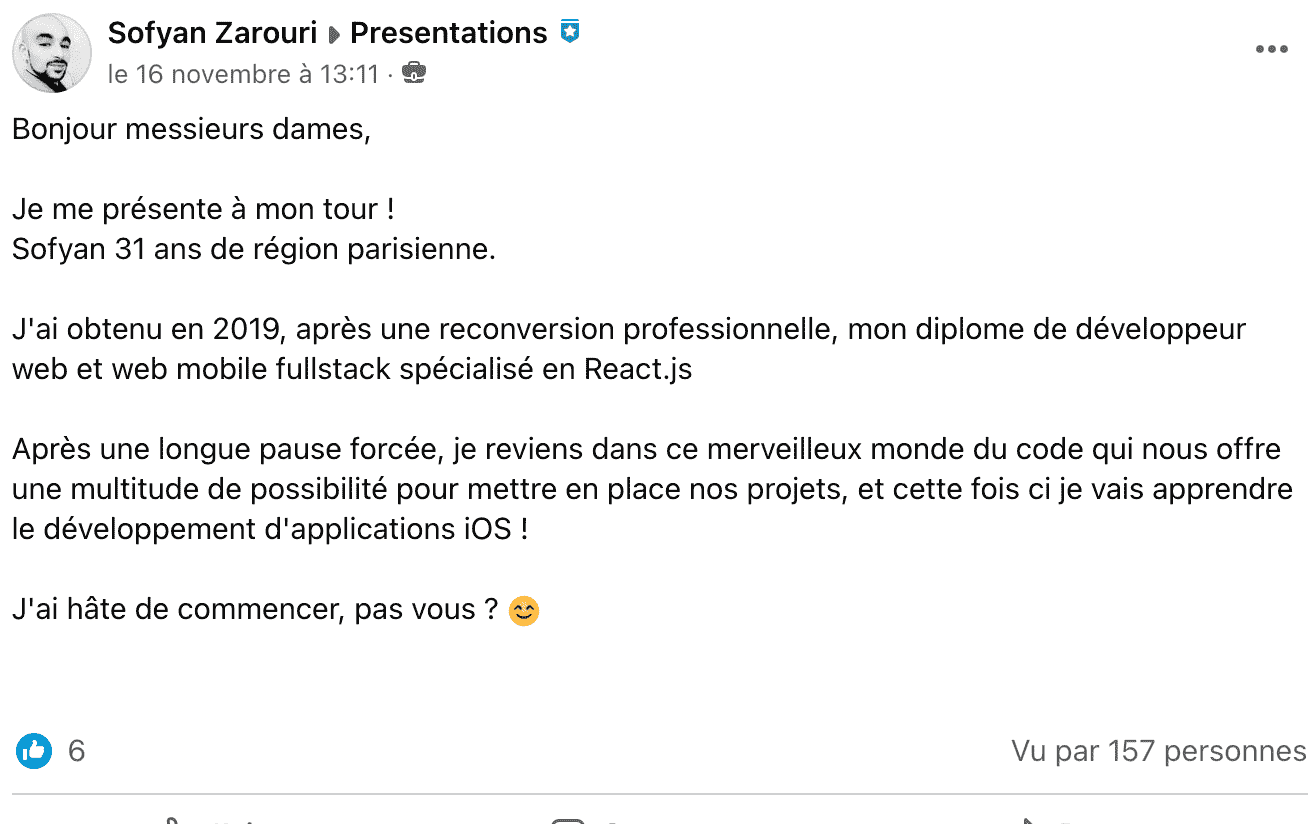 Sofyan Zarouri Presentations
le 16 novembre à 13:11 ·
Bonjour messieurs dames,
Je me présente à mon tour !
Sofyan 31 ans de région parisienne.
J'ai obtenu en 2019, après une reconversion professionnelle, mon diplome de développeur
web et web mobile fullstack spécialisé en React.js
Après une longue pause forcée, je reviens dans ce merveilleux monde du code qui nous offre
une multitude de possibilité pour mettre en place nos projets, et cette fois ci je vais apprendre
le développement d'applications iOS !
J'ai hâte de commencer, pas vous ? 😊
6
Vu par 157 personnes